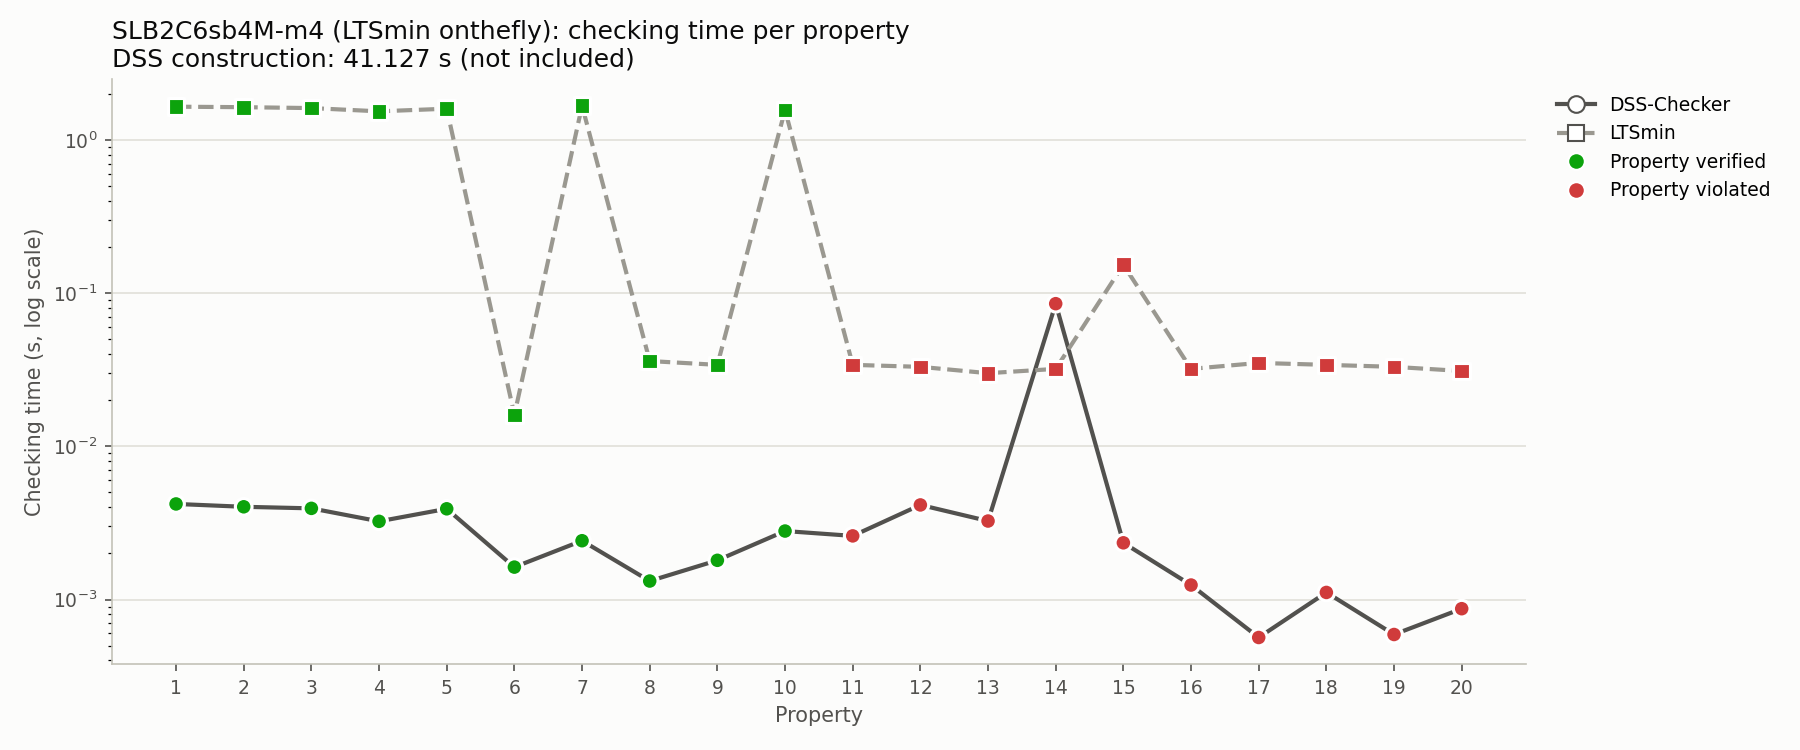 SLB2C6sb4M-m4 (LTSmin onthefly): checking time per property
DSS construction: 41.127 s (not included)
Checking time (s, log scale)
10⁰
10⁻¹
10⁻²
10⁻³
1 2 3 4 5 6 7 8 9 10 11 12 13 14 15 16 17 18 19 20
Property
DSS-Checker
LTSmin
Property verified
Property violated